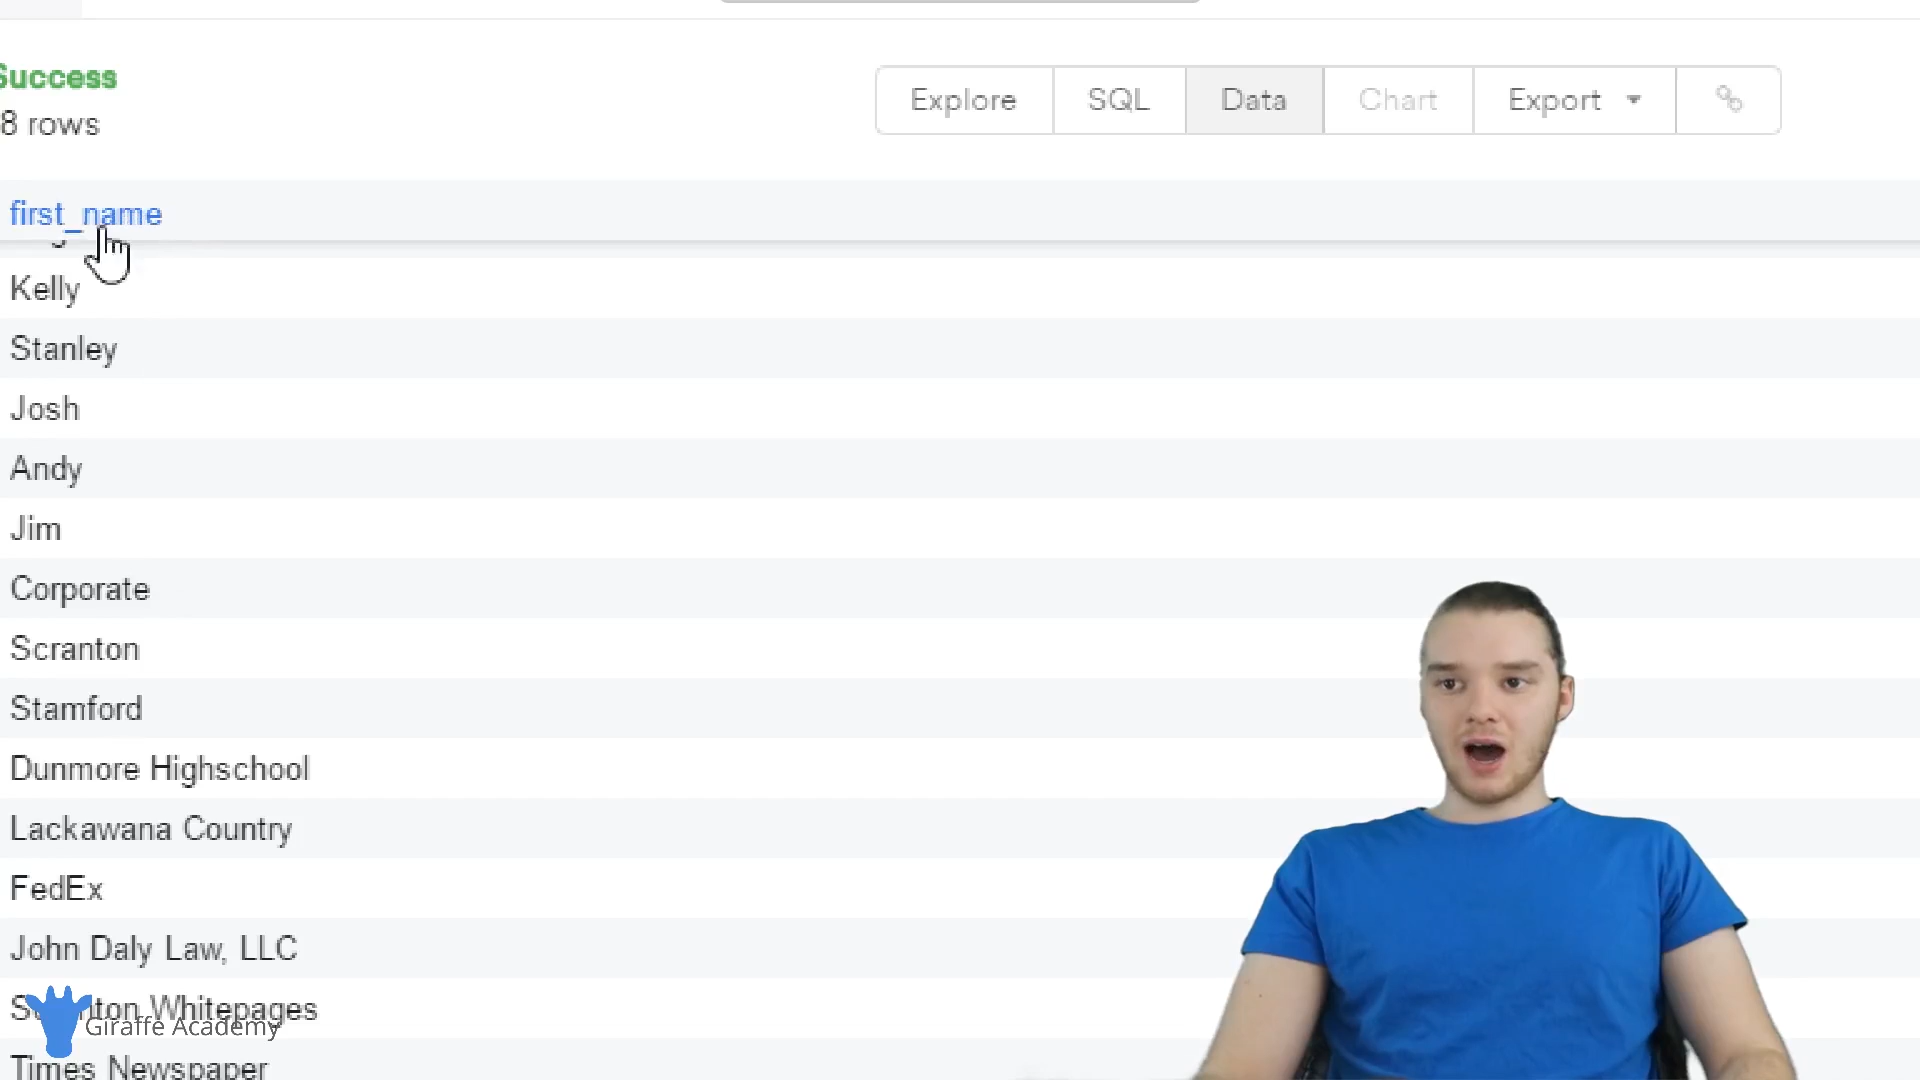 Success
8 rows
Explore SQL Data Chart Export
first_name
Kelly
Stanley
Josh
Andy
Jim
Corporate
Scranton
Stamford
Dunmore Highschool
Lackawana Country
FedEx
John Daly Law, LLC
Whitepages
Giraffe Academy
Times Newspaper